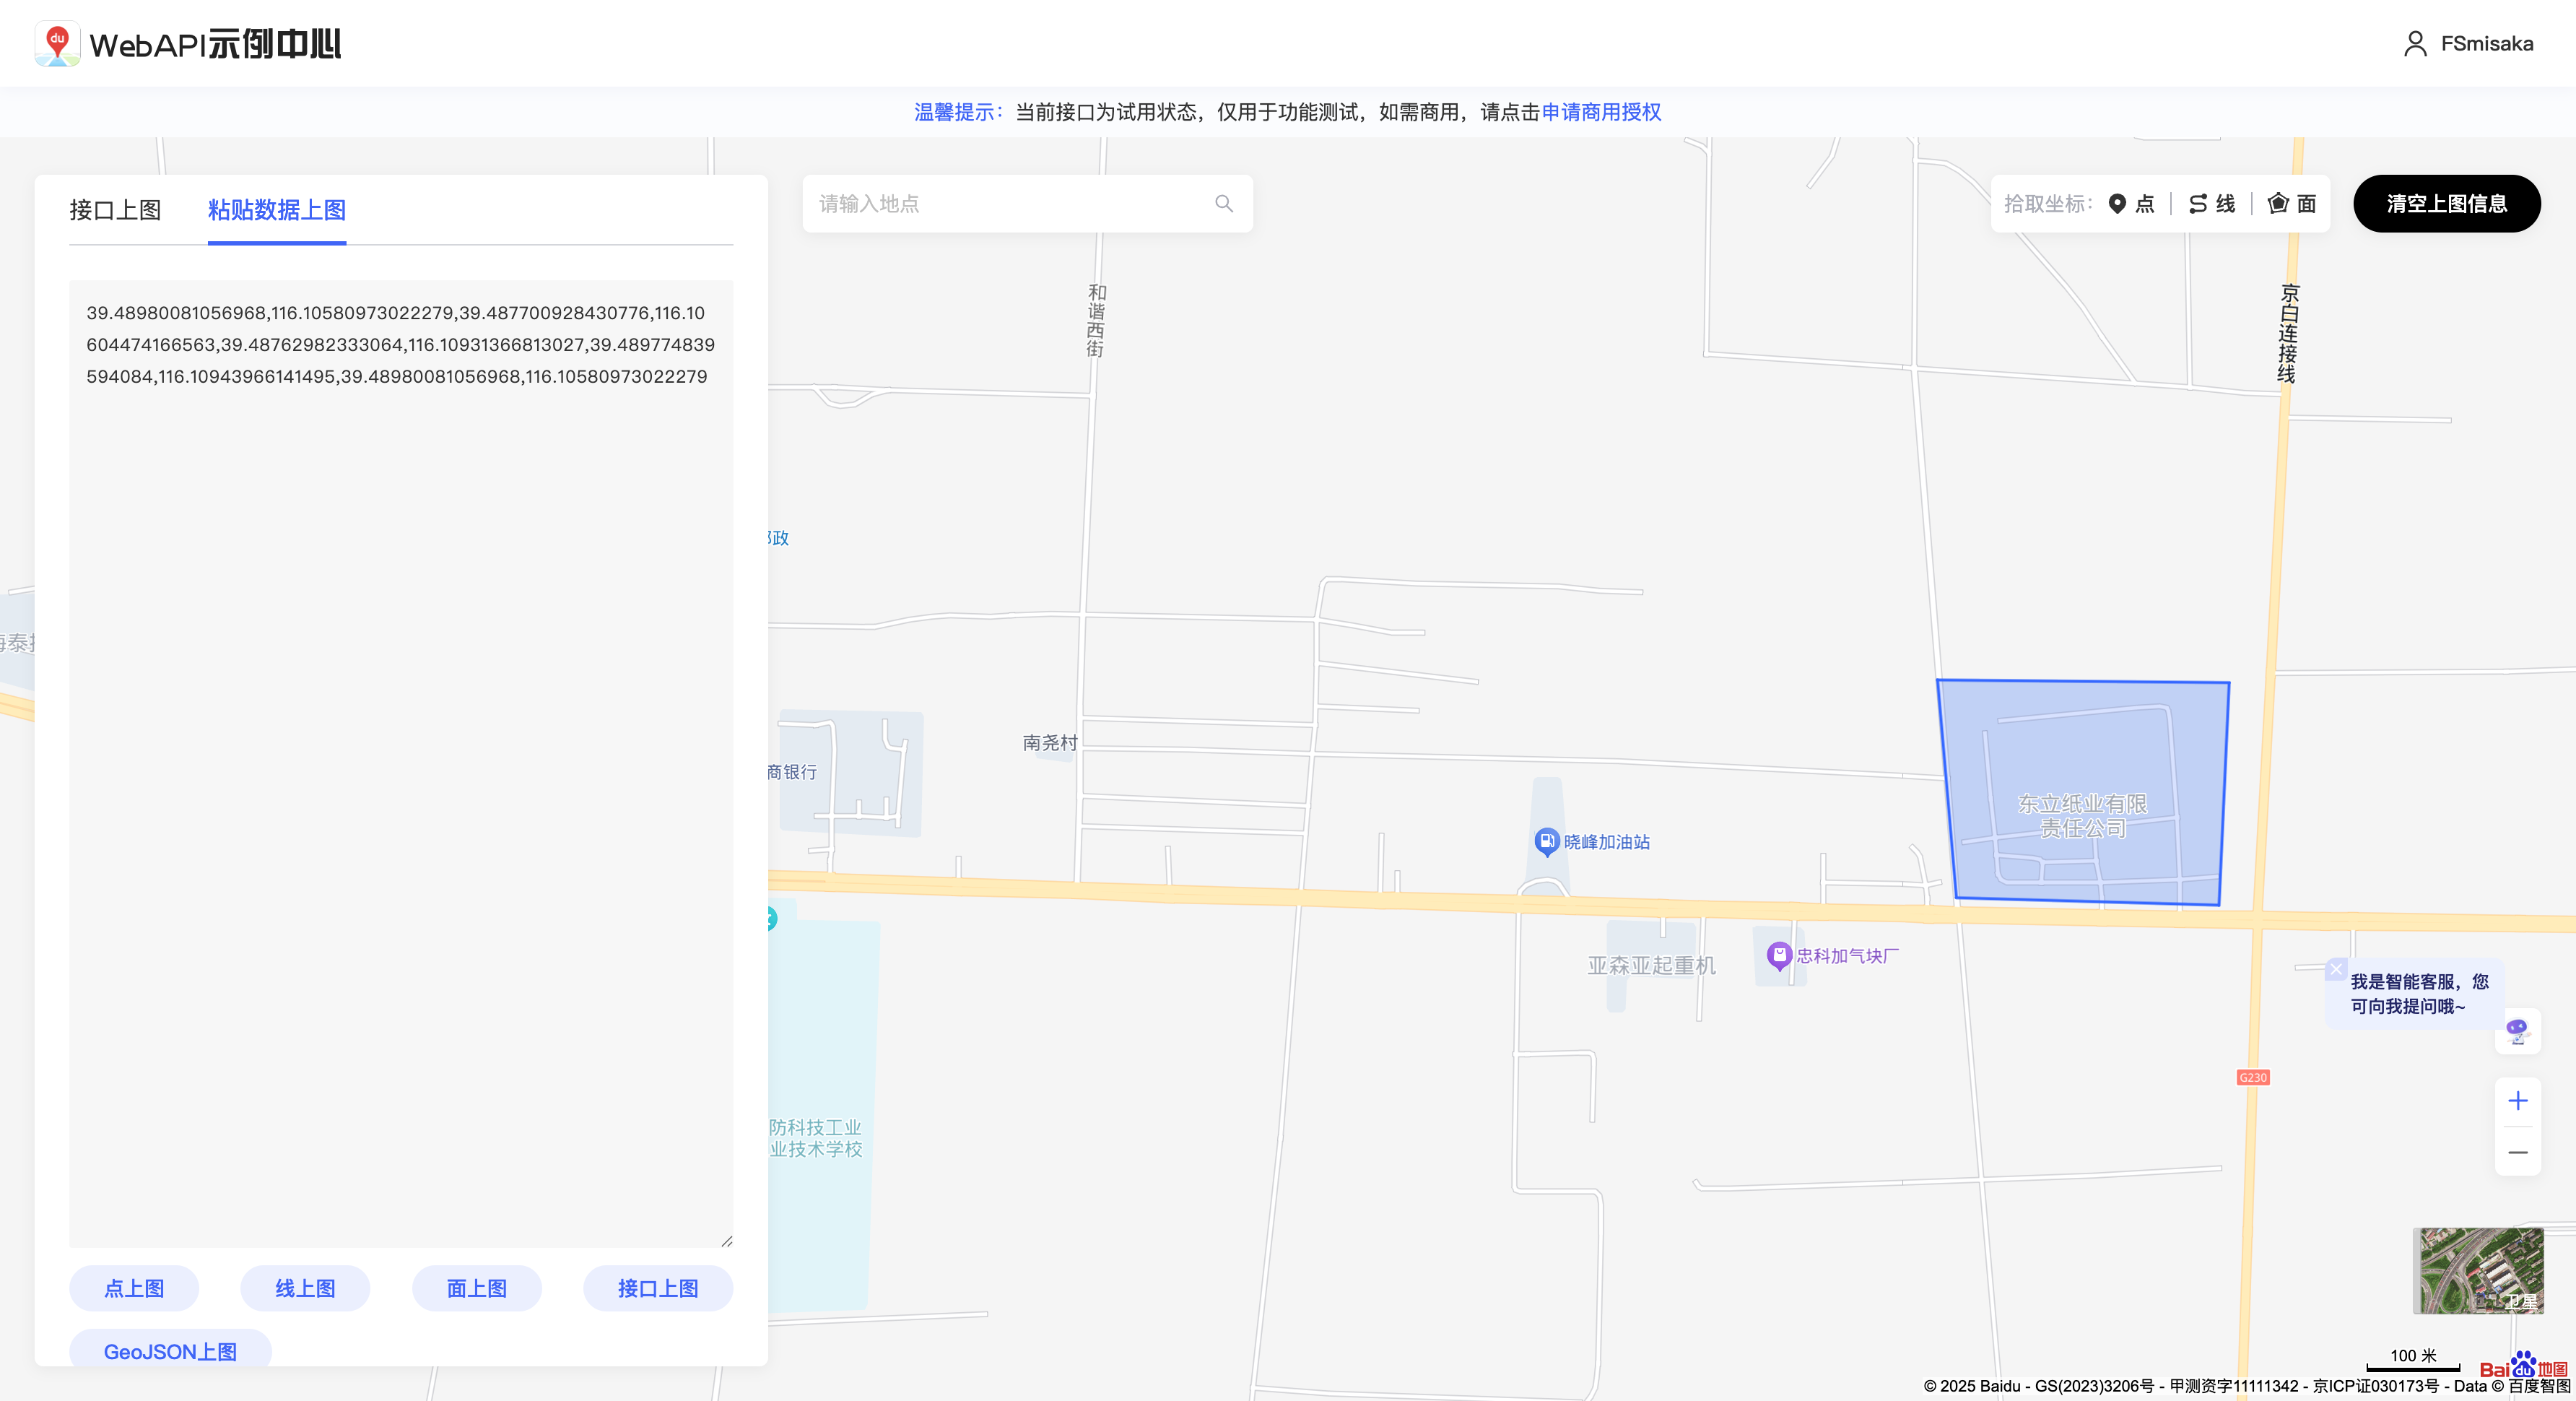 du WebAPI示例中心
FSmisaka
温馨提示：当前接口为试用状态，仅用于功能测试，如需商用，请点击申请商用授权
接口上图
粘贴数据上图
请输入地点
拾取坐标：
点
线
面
清空上图信息
39.48980081056968,116.10580973022279,39.487700928430776,116.10
604474166563,39.48762982333064,116.10931366813027,39.489774839
594084,116.10943966141495,39.48980081056968,116.10580973022279
和谐西街
京白连接线
政
海泰
南尧村
商银行
东立纸业有限
责任公司
晓峰加油站
亚森亚起重机
忠科加气块厂
我是智能客服，您
可向我提问哦~
G230
防科技工业
业技术学校
点上图
线上图
面上图
接口上图
GeoJSON上图
卫星
100 米
Bai du 地图
© 2025 Baidu - GS(2023)3206号 - 甲测资字11111342 - 京ICP证030173号 - Data © 百度智图